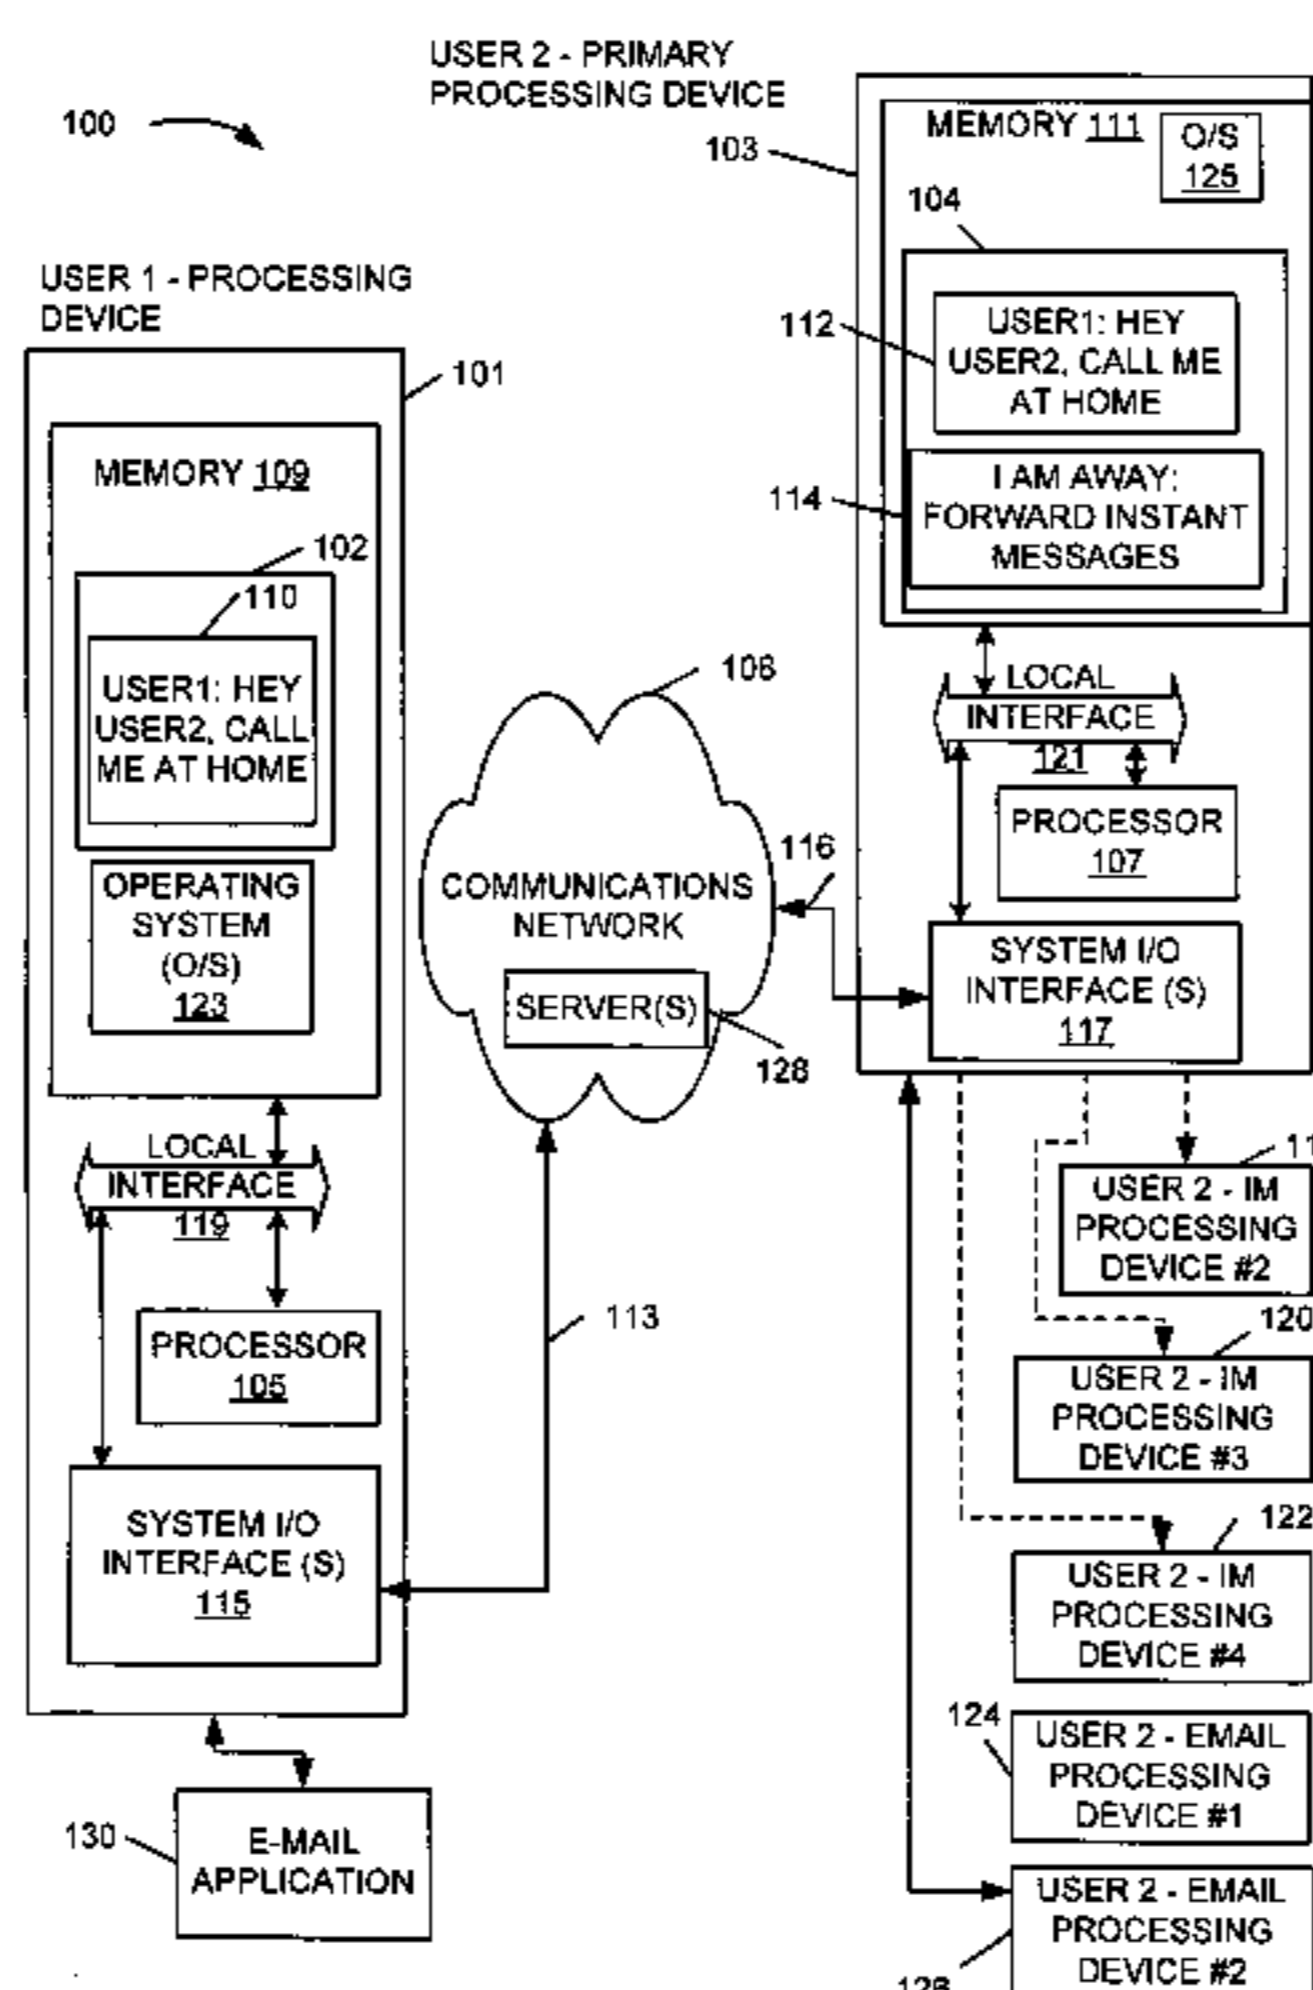 USER 2 - PRIMARY
PROCESSING DEVICE
100
103
MEMORY 111
O/S
125
104
USER 1 - PROCESSING
DEVICE
112
USER1: HEY
USER2, CALL ME
AT HOME
101
MEMORY 109
114
I AM AWAY:
FORWARD INSTANT
MESSAGES
102
110
USER1: HEY
USER2, CALL
ME AT HOME
108
LOCAL
INTERFACE
121
PROCESSOR
107
116
OPERATING
SYSTEM
(O/S)
123
COMMUNICATIONS
NETWORK
SERVER(S)
128
SYSTEM I/O
INTERFACE (S)
117
LOCAL
INTERFACE
119
USER 2 - IM
PROCESSING
DEVICE #2
113
PROCESSOR
105
120
USER 2 - IM
PROCESSING
DEVICE #3
SYSTEM I/O
INTERFACE (S)
115
122
USER 2 - IM
PROCESSING
DEVICE #4
124
USER 2 - EMAIL
PROCESSING
DEVICE #1
130
E-MAIL
APPLICATION
USER 2 - EMAIL
PROCESSING
DEVICE #2